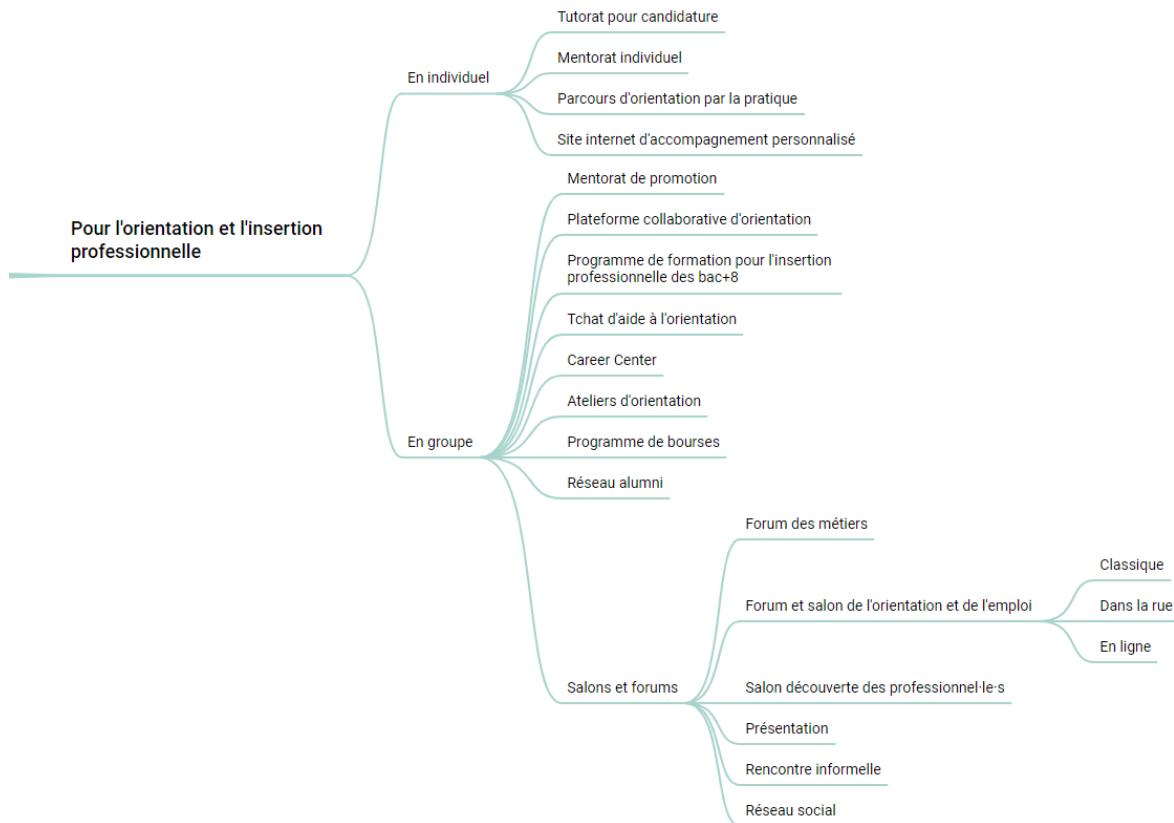 Tutorat pour candidature
Mentorat individuel
En individuel
Parcours d'orientation par la pratique
Site internet d'accompagnement personnalisé
Mentorat de promotion
Plateforme collaborative d'orientation
Pour l'orientation et l'insertion
professionnelle
Programme de formation pour l'insertion
professionnelle des bac+8
Tchat d'aide à l'orientation
Career Center
Ateliers d'orientation
En groupe
Programme de bourses
Réseau alumni
Forum des métiers
Classique
Forum et salon de l'orientation et de l'emploi
Dans la rue
En ligne
Salons et forums
Salon découverte des professionnel·le·s
Présentation
Rencontre informelle
Réseau social